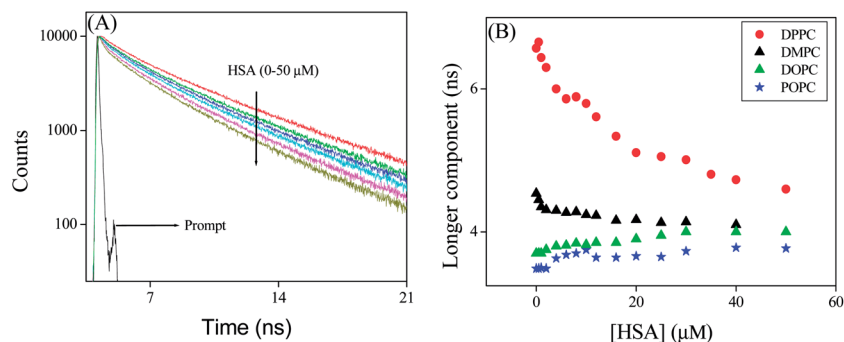 (A)
10000
1000
100
Counts
HSA (0-50 µM)
Prompt
7
14
21
Time (ns)
(B)
DPPC
DMPC
DOPC
POPC
6
4
Longer component (ns)
0
20
40
60
[HSA] (µM)